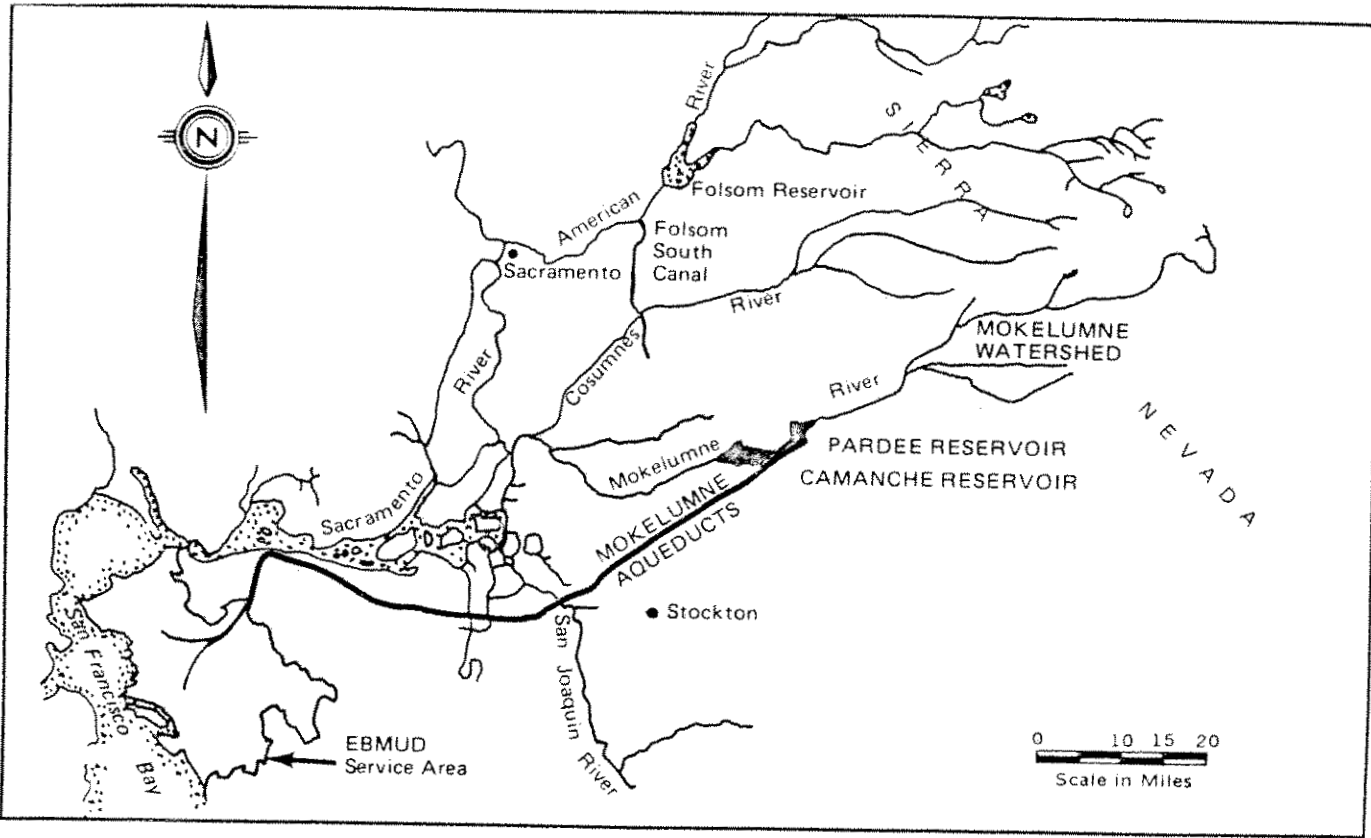 River
SIERRA
Folsom Reservoir
American
Folsom
South
Canal
Sacramento
River
River
Cosumnes
MOKELUMNE
WATERSHED
River
NEVADA
PARDEE RESERVOIR
CAMANCHE RESERVOIR
Mokelumne
Sacramento
MOKELUMNE
AQUEDUCTS
Stockton
San Joaquin River
San Francisco Bay
EBMUD
Service Area
0 10 15 20
Scale in Miles
N